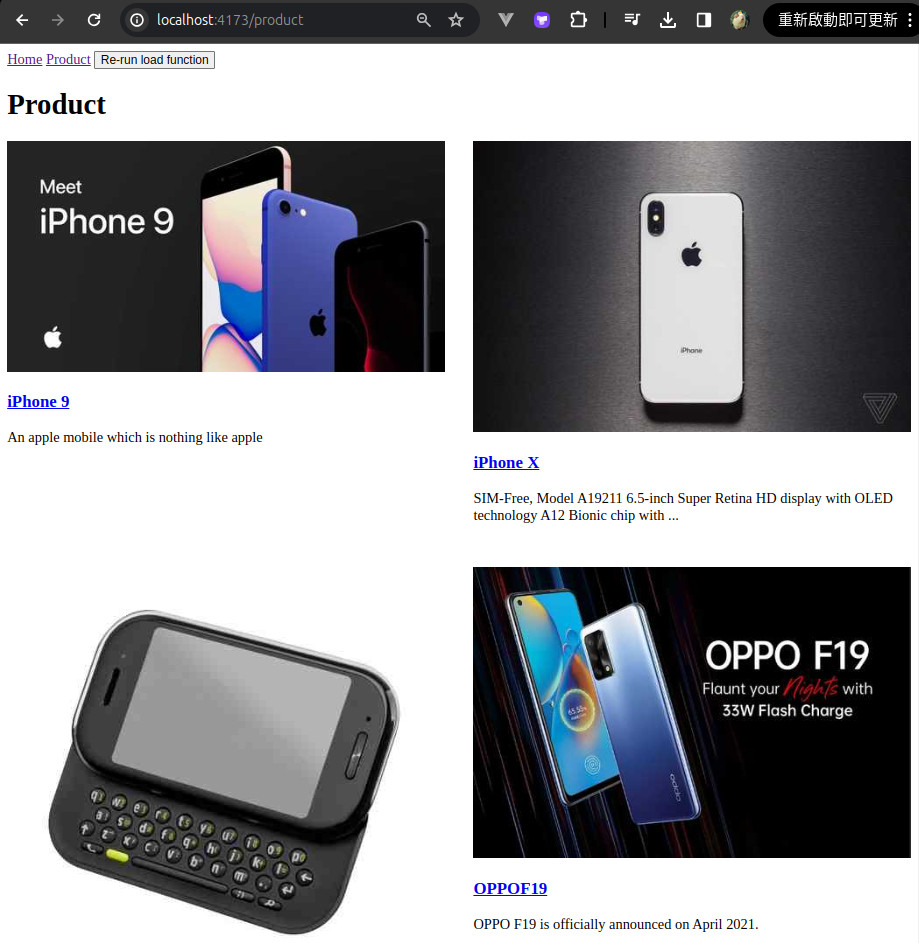 localhost:4173/product
重新啟動即可更新
Home Product Re-run load function
Product
Meet
iPhone 9
iPhone 9
An apple mobile which is nothing like apple
iPhone
iPhone X
SIM-Free, Model A19211 6.5-inch Super Retina HD display with OLED
technology A12 Bionic chip with ...
OPPO F19
Flaunt your Nights with
33W Flash Charge
oppo
OPPOF19
OPPO F19 is officially announced on April 2021.